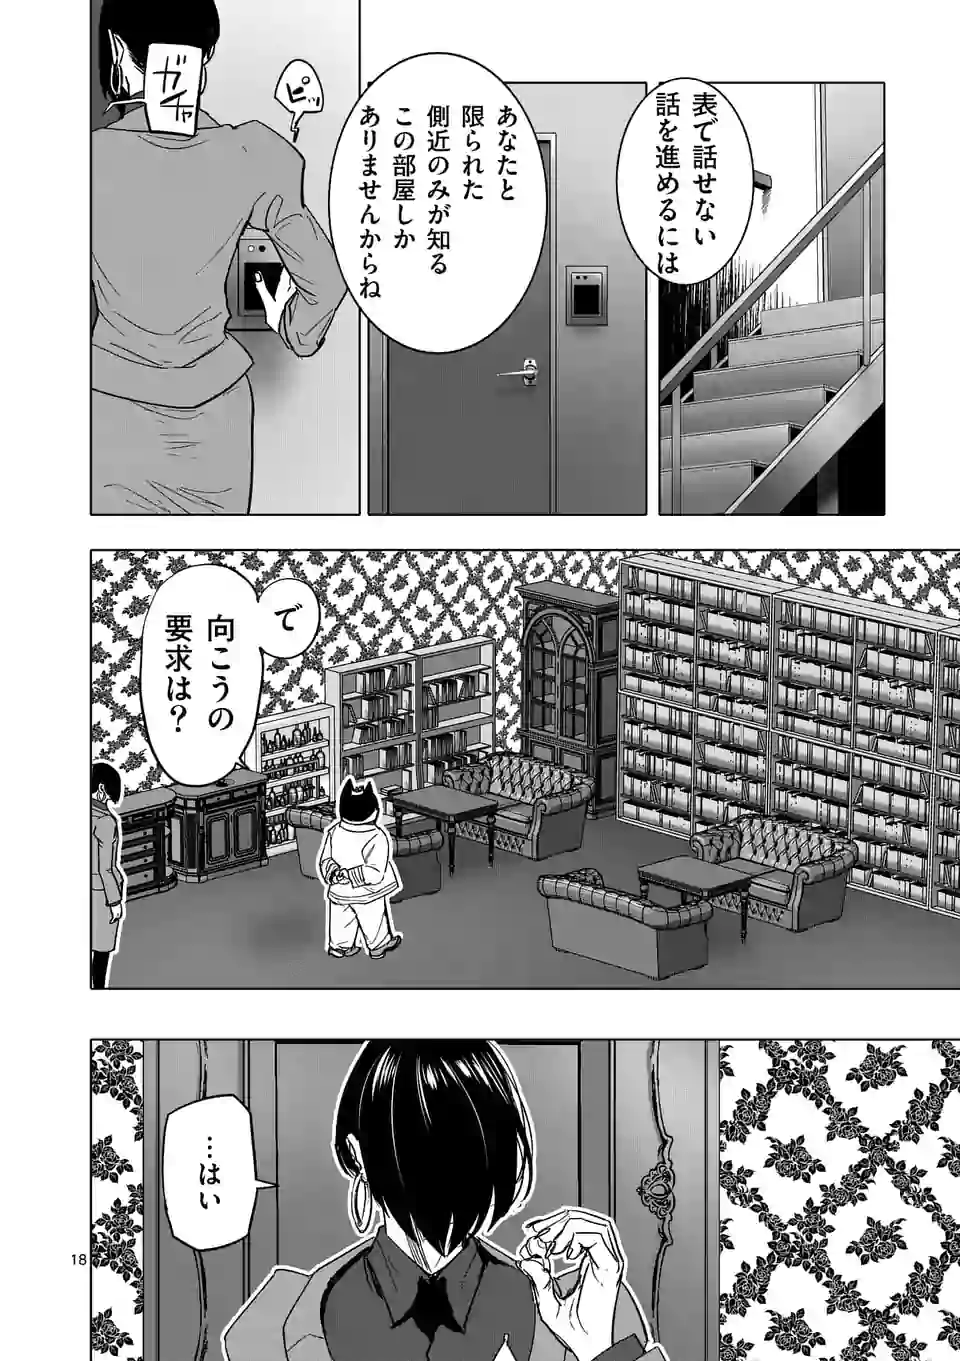 表で話せない
話を進めるには
あなたと
限られた
側近のみが知る
この部屋しか
ありませんからね
ピッ
ガチャ
で
向こうの
要求は?
…はい
18